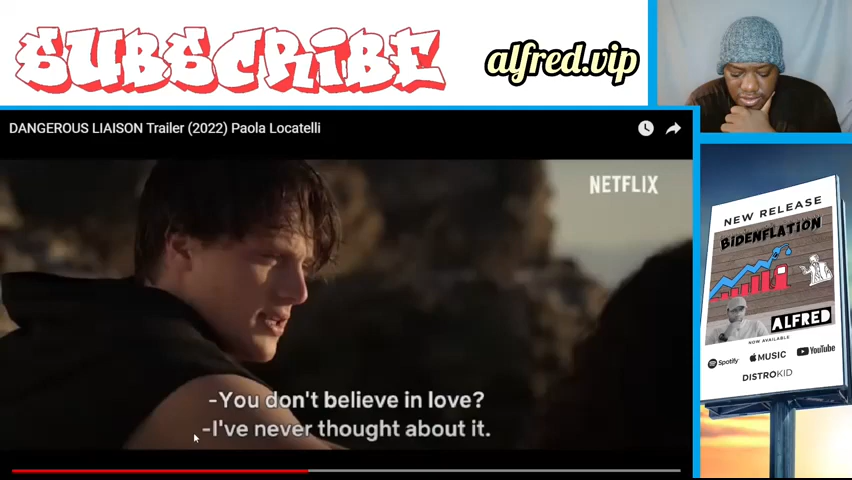 SUBSCRIBE
alfred.vip
DANGEROUS LIAISON Trailer (2022) Paola Locatelli
NETFLIX
-You don't believe in love?
-I've never thought about it.
NEW RELEASE
BIDENFLATION
ALFRED
NOW AVAILABLE
Spotify MUSIC YouTube
DISTROKID